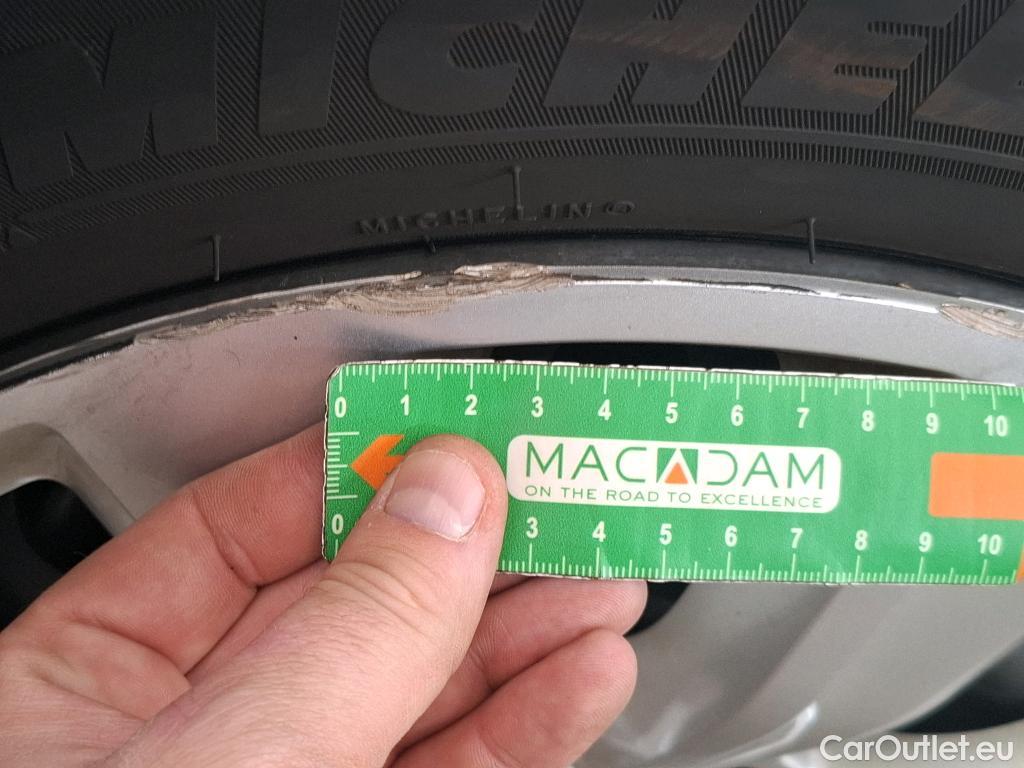 MICHE
MICHELIN
0 1 2 3 4 5 6 7 8 9 10
MACADAM
ON THE ROAD TO EXCELLENCE
0 3 4 5 6 7 8 9 10
CarOutlet.eu